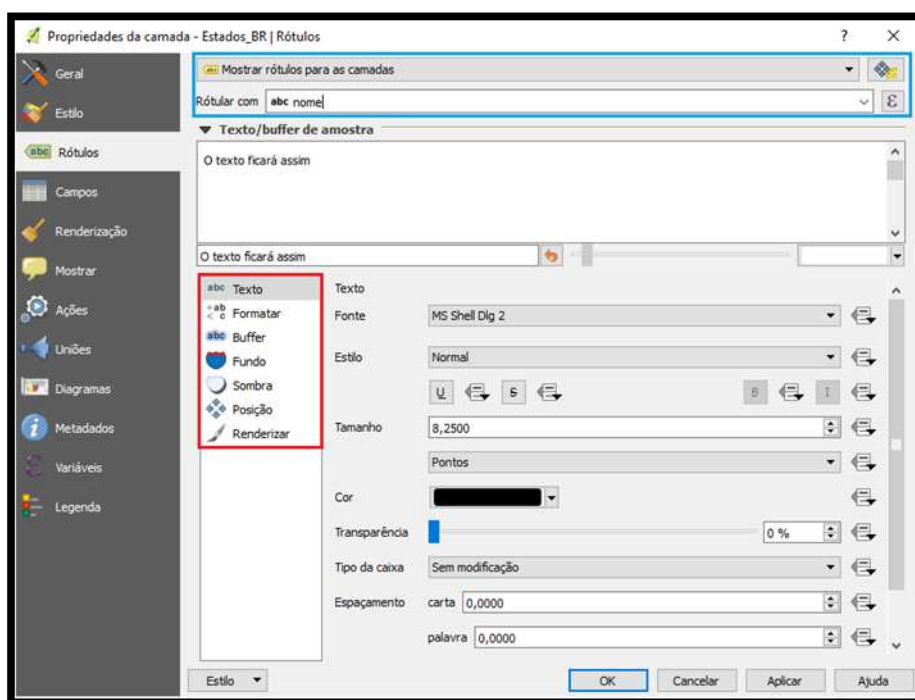 Propriedades da camada - Estados_BR | Rótulos ? X
Geral
Estilo
Rótulos
Campos
Renderização
Mostrar
Ações
Uniões
Diagramas
Metadados
Variáveis
Legenda
Mostrar rótulos para as camadas
Rótular com abc nome
Texto/buffer de amostra
O texto ficará assim
O texto ficará assim
abc Texto
Formatar
abc Buffer
Fundo
Sombra
Posição
Renderizar
Texto
Fonte MS Shell Dlg 2
Estilo Normal
U S B I
Tamanho 8,2500
Pontos
Cor
Transparência 0 %
Tipo da caixa Sem modificação
Espaçamento carta 0,0000
palavra 0,0000
Estilo OK Cancelar Aplicar Ajuda